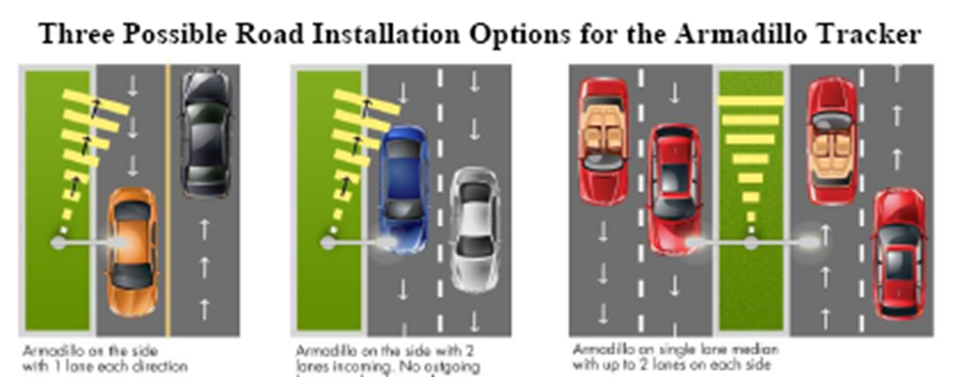 Three Possible Road Installation Options for the Armadillo Tracker
Armadillo on the side
with 1 lane each direction
Armadillo on the side with 2
lanes incoming. No outgoing
Armadillo on single lane median
with up to 2 lanes on each side